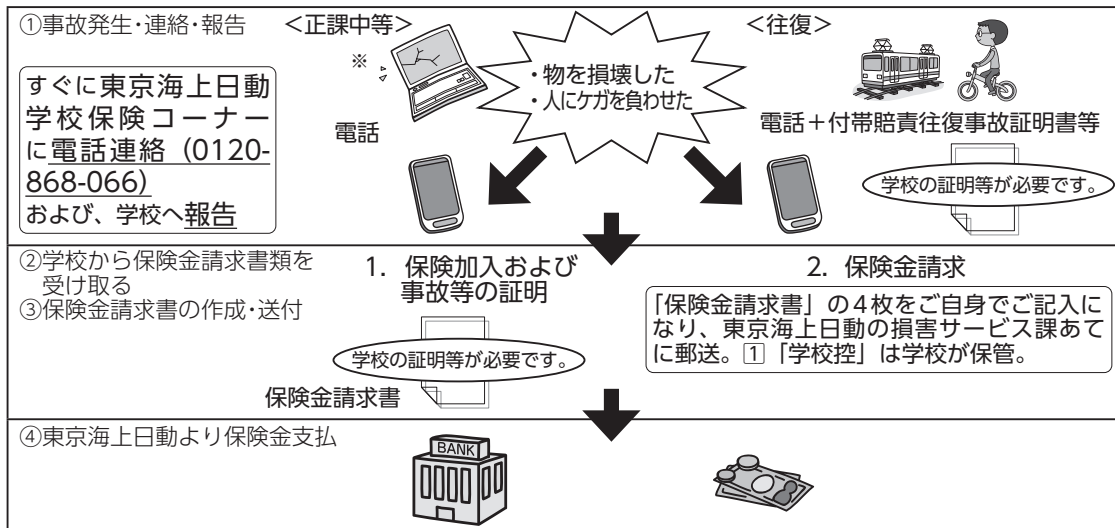 ①事故発生・連絡・報告
＜正課中等＞
＜往復＞
※
・物を損壊した
・人にケガを負わせた
すぐに東京海上日動
学校保険コーナー
に電話連絡（0120-
868-066）
および、学校へ報告
電話
電話＋付帯賠責往復事故証明書等
学校の証明等が必要です。
②学校から保険金請求書類を
受け取る
③保険金請求書の作成・送付
1．保険加入および
事故等の証明
学校の証明等が必要です。
保険金請求書
2．保険金請求
「保険金請求書」の４枚をご自身でご記入に
なり、東京海上日動の損害サービス課あて
に郵送。1「学校控」は学校が保管。
④東京海上日動より保険金支払
BANK